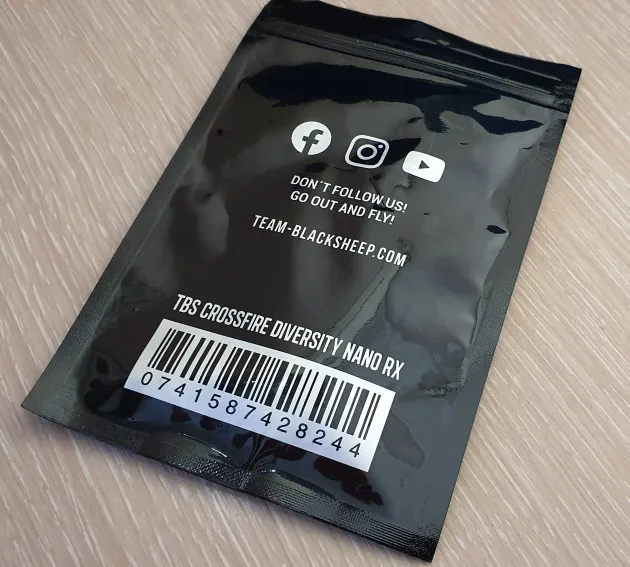 DON'T FOLLOW US!
GO OUT AND FLY!
TEAM-BLACKSHEEP.COM
TBS CROSSFIRE DIVERSITY NANO RX
0741587428244